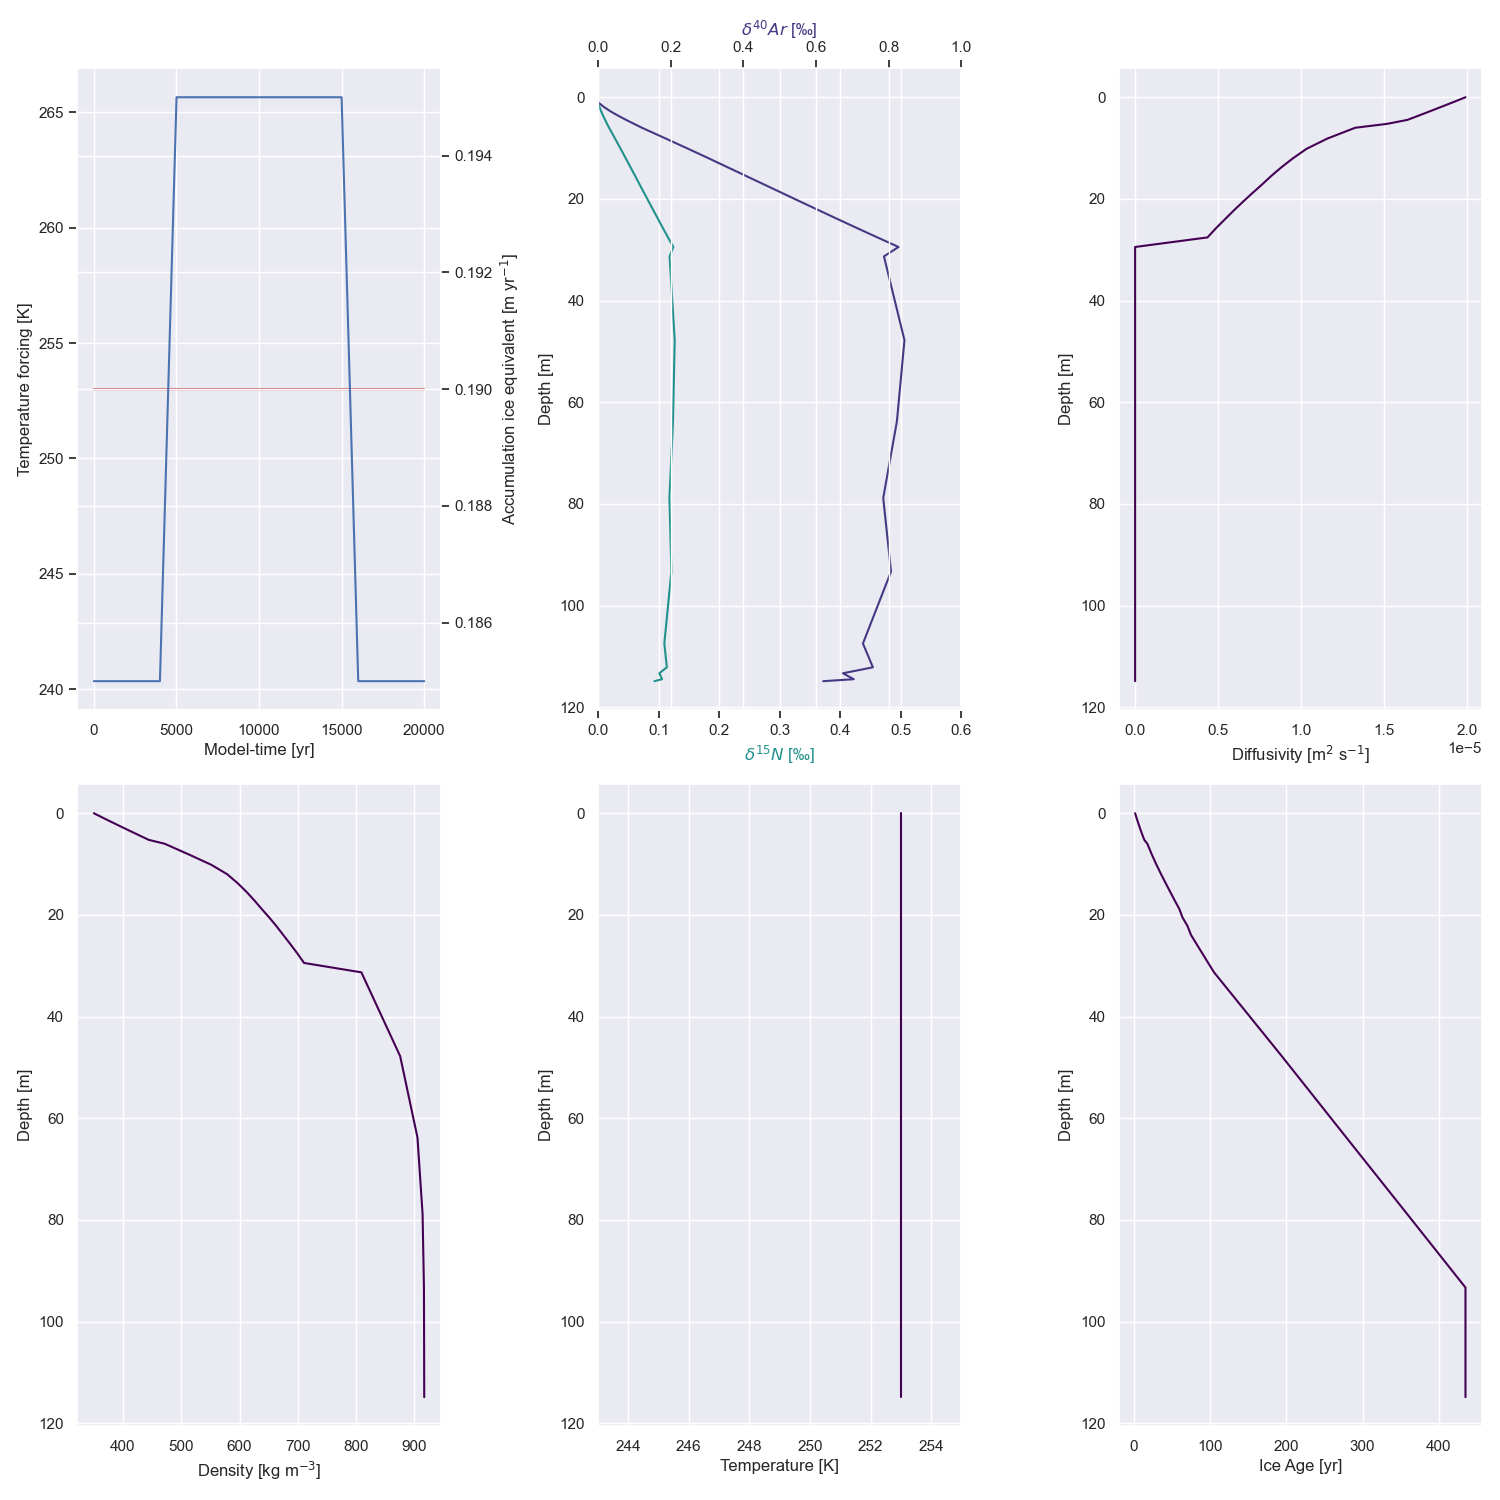 δ⁴⁰Ar [‰]
0.0 0.2 0.4 0.6 0.8 1.0
265
260
255
250
245
240
Temperature forcing [K]
0.194
0.192
0.190
0.188
0.186
Accumulation ice equivalent [m yr⁻¹]
0 5000 10000 15000 20000
Model-time [yr]
0
20
40
60
80
100
120
Depth [m]
0.0 0.1 0.2 0.3 0.4 0.5 0.6
δ¹⁵N [‰]
0
20
40
60
80
100
120
Depth [m]
0.0 0.5 1.0 1.5 2.0
1e−5
Diffusivity [m² s⁻¹]
0
20
40
60
80
100
120
Depth [m]
400 500 600 700 800 900
Density [kg m⁻³]
0
20
40
60
80
100
120
Depth [m]
244 246 248 250 252 254
Temperature [K]
0
20
40
60
80
100
120
Depth [m]
0 100 200 300 400
Ice Age [yr]